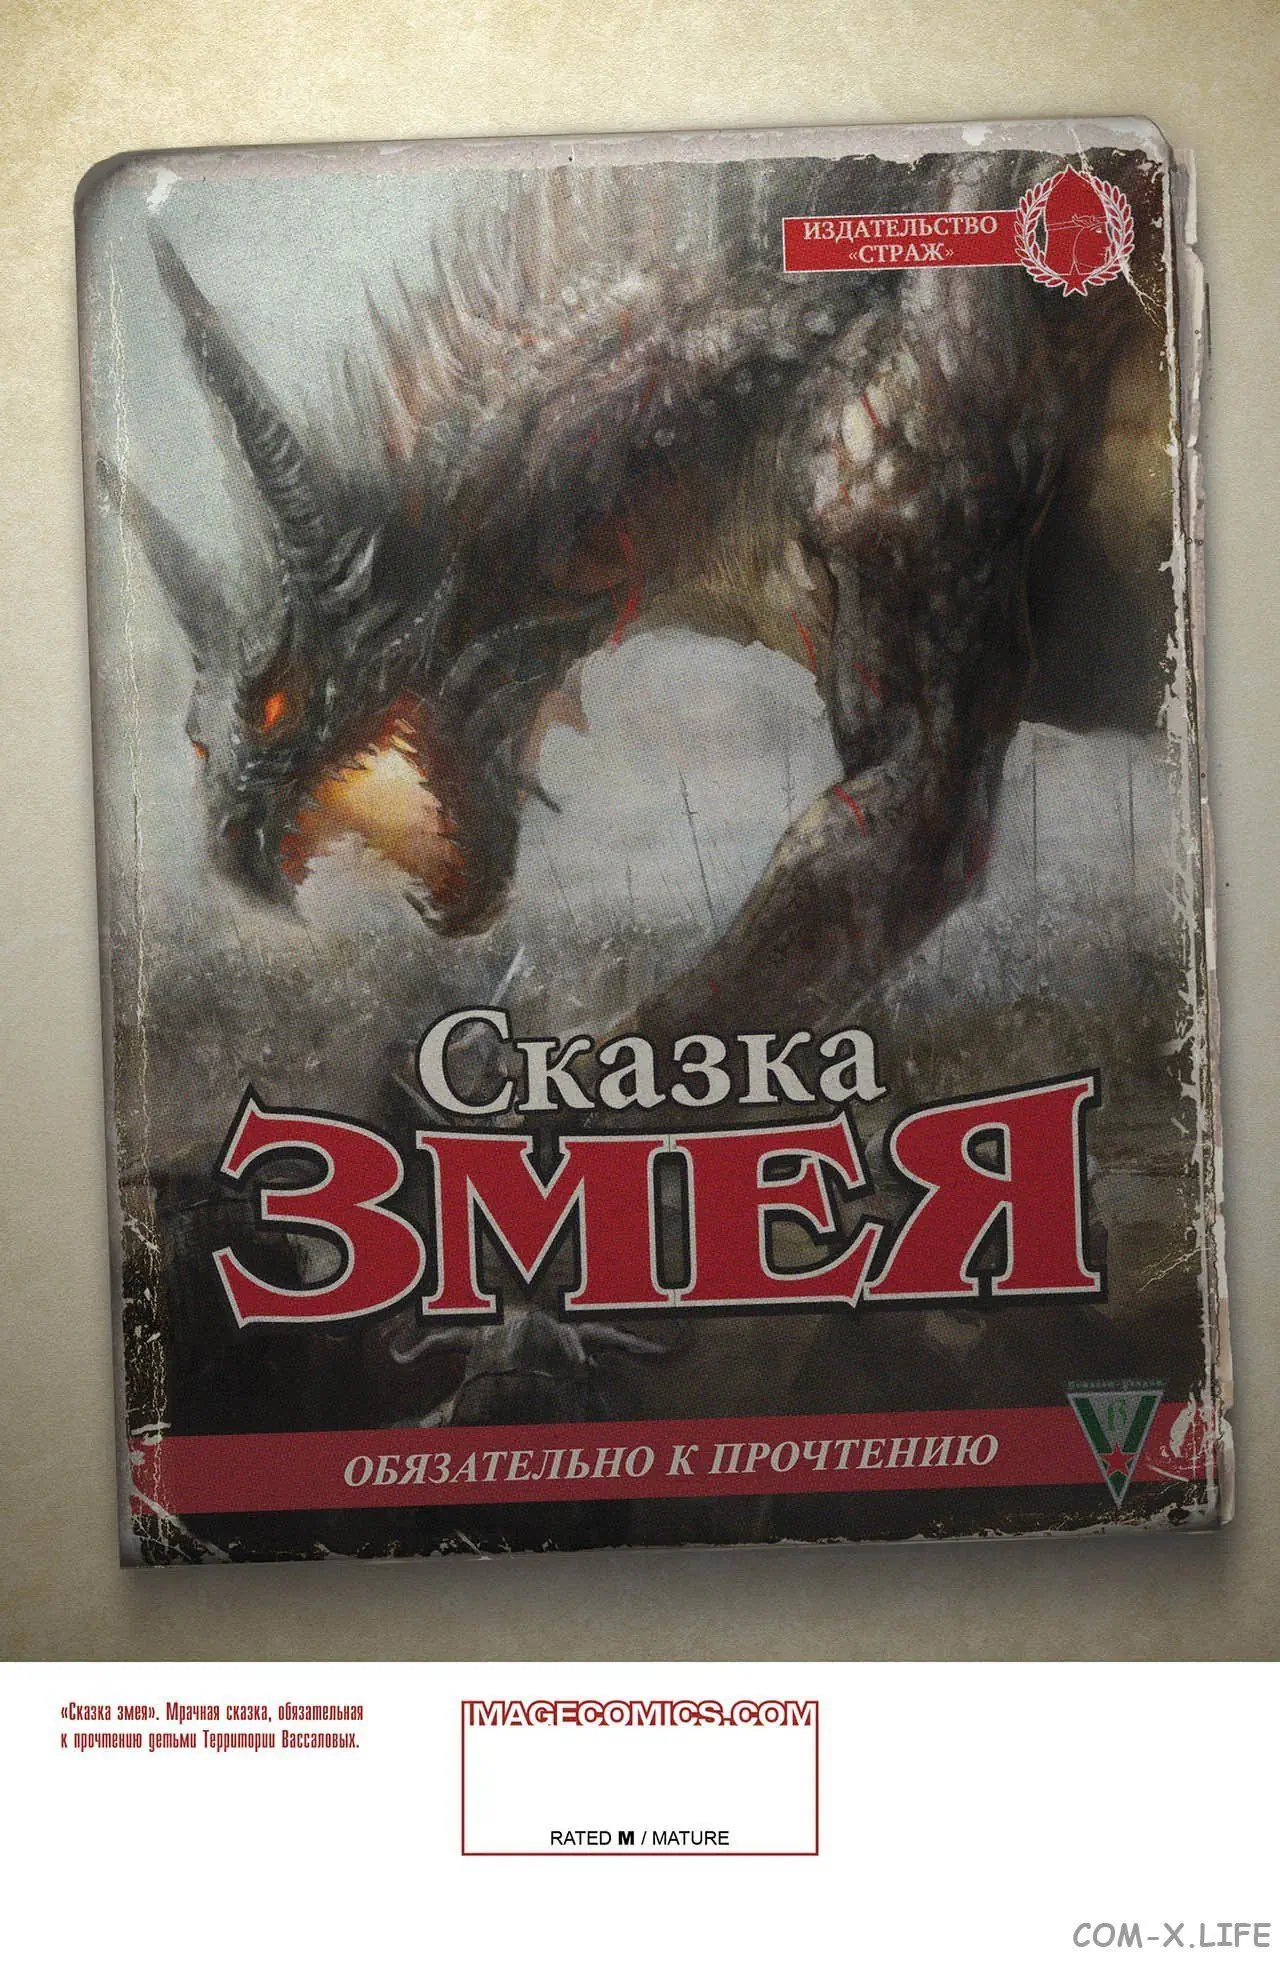 ИЗДАТЕЛЬСТВО
«СТРАЖ»
Сказка
ЗМЕЯ
ОБЯЗАТЕЛЬНО К ПРОЧТЕНИЮ
«Сказка змея». Мрачная сказка, обязательная
к прочтению детьми Территории Вассаловых.
IMAGECOMICS.COM
RATED M / MATURE
COM-X.LIFE